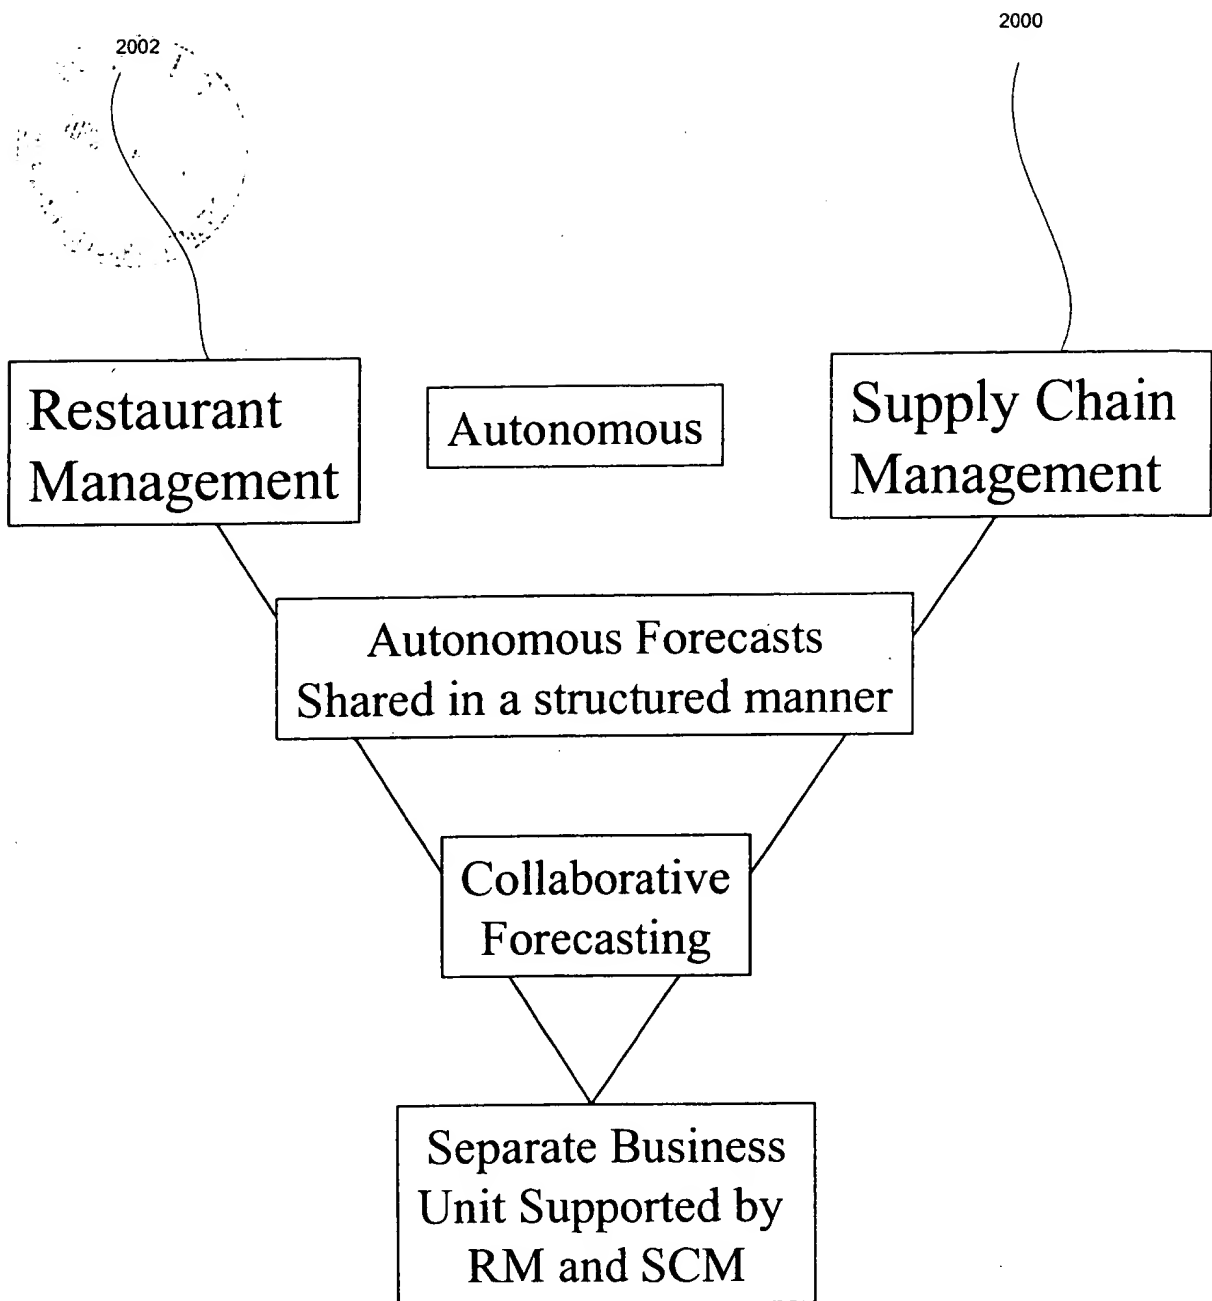 2002
2000
Restaurant
Management
Autonomous
Supply Chain
Management
Autonomous Forecasts
Shared in a structured manner
Collaborative
Forecasting
Separate Business
Unit Supported by
RM and SCM